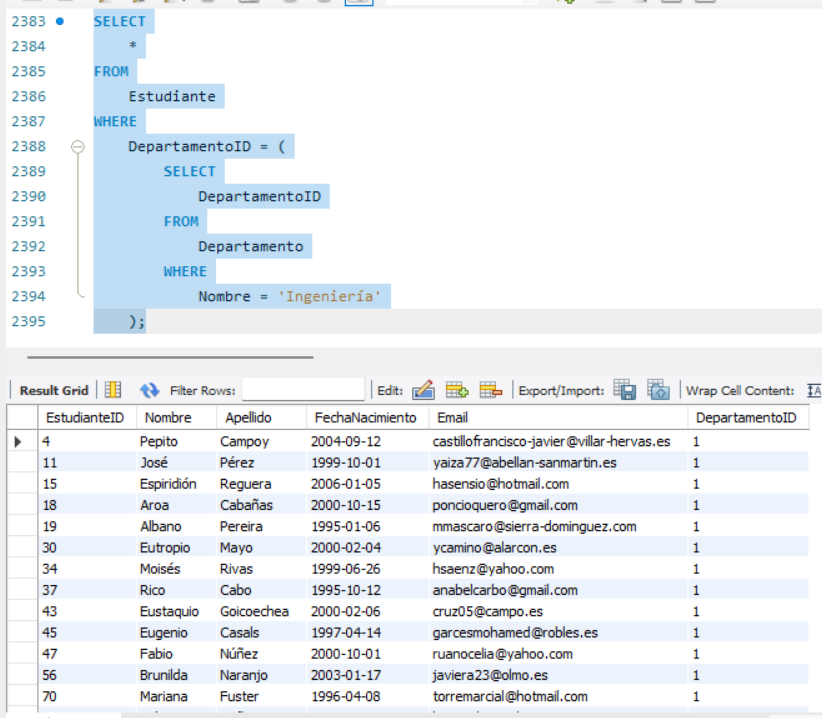 2383 SELECT
2384 *
2385 FROM
2386 Estudiante
2387 WHERE
2388 DepartamentoID = (
2389 SELECT
2390 DepartamentoID
2391 FROM
2392 Departamento
2393 WHERE
2394 Nombre = 'Ingeniería'
2395 );
Result Grid Filter Rows: Edit: Export/Import: Wrap Cell Content:
EstudianteID Nombre Apellido FechaNacimiento Email DepartamentoID
4 Pepito Campoy 2004-09-12 castillofrancisco-javier@villar-hervas.es 1
11 José Pérez 1999-10-01 yaiza77@abellan-sanmartin.es 1
15 Espiridión Reguera 2006-01-05 hasensio@hotmail.com 1
18 Aroa Cabañas 2000-10-15 poncioquero@gmail.com 1
19 Albano Pereira 1995-01-06 mmascaro@sierra-dominguez.com 1
30 Eutropio Mayo 2000-02-04 ycamino@alarcon.es 1
34 Moisés Rivas 1999-06-26 hsaenz@yahoo.com 1
37 Rico Cabo 1995-10-12 anabelcarbo@gmail.com 1
43 Eustaquio Goicoechea 2000-02-06 cruz05@campo.es 1
45 Eugenio Casals 1997-04-14 garcesmohamed@robles.es 1
47 Fabio Núñez 2000-10-01 ruanocelia@yahoo.com 1
56 Brunilda Naranjo 2003-01-17 javiera23@olmo.es 1
70 Mariana Fuster 1996-04-08 torremarcial@hotmail.com 1